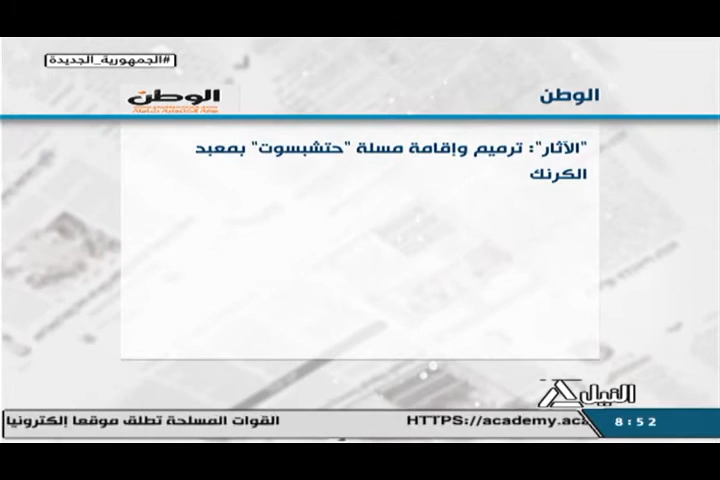 #الجمهورية_الجديدة
الوطن
الوطن
"الآثار": ترميم وإقامة مسلة "حتشبسوت" بمعبد
الكرنك
النيل
8:52
القوات المسلحة تطلق موقعا إلكترونيا
HTTPS://academy.aca